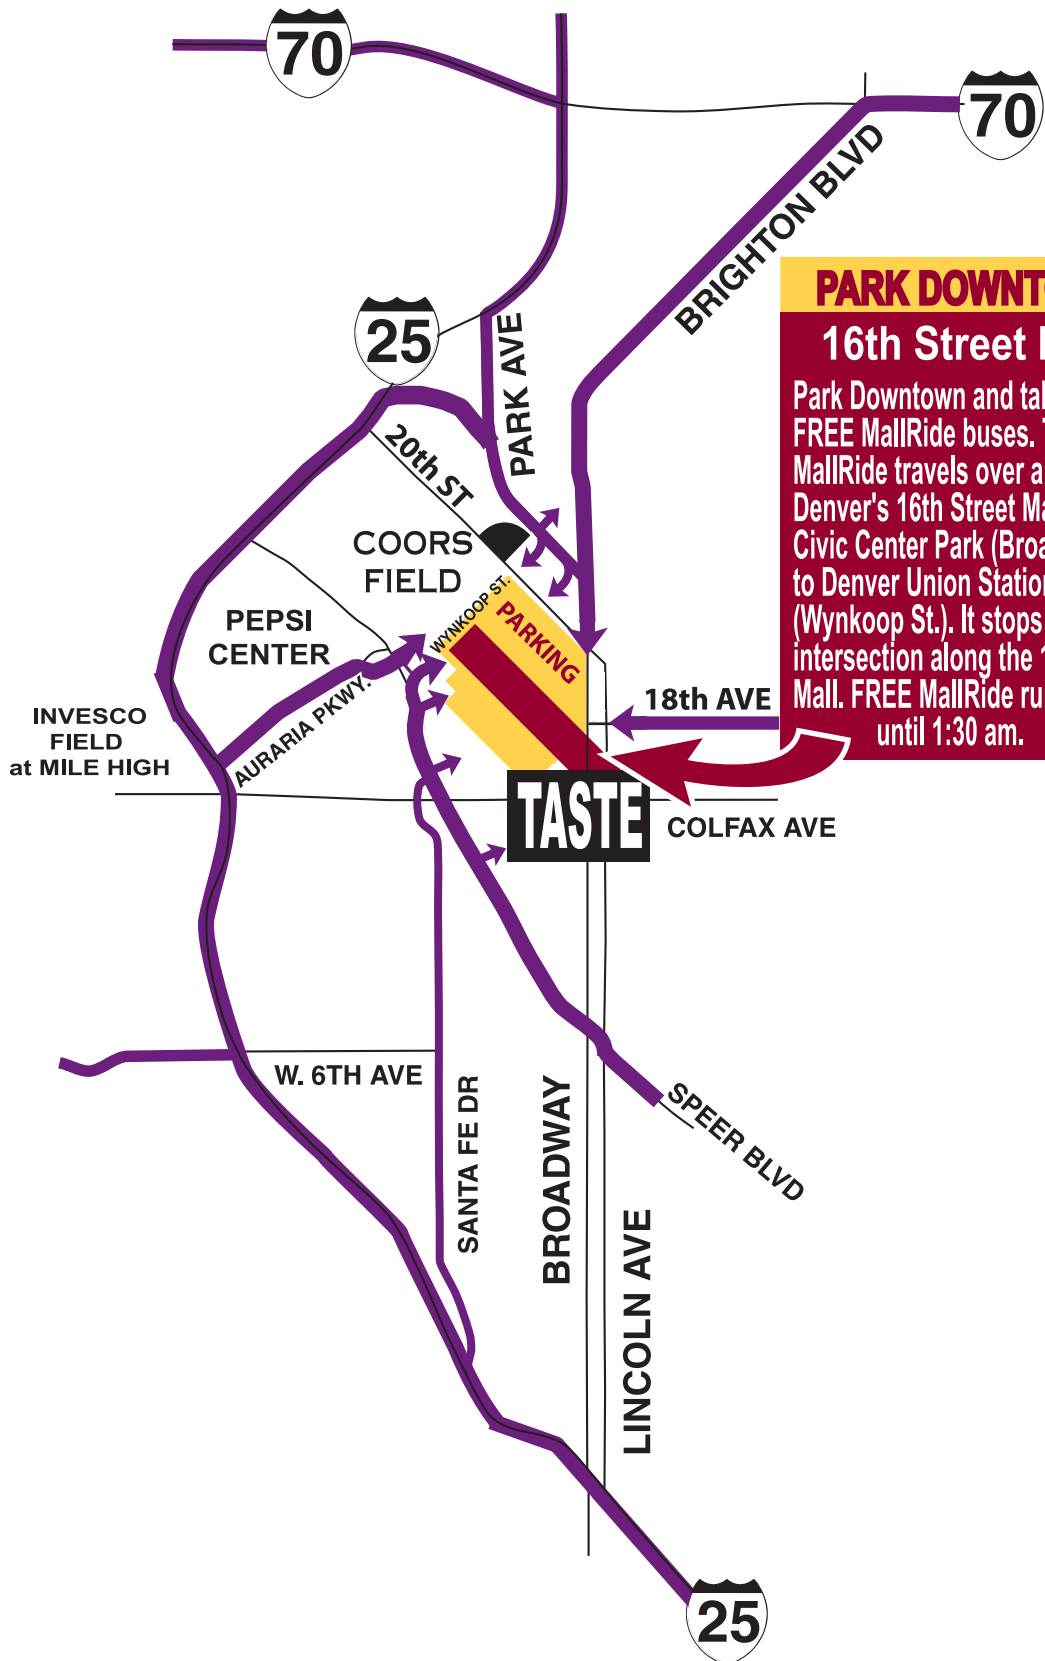 70
70
BRIGHTON BLVD
25
PARK AVE
20th ST
COORS
FIELD
WYNKOOP ST.
PARKING
PEPSI
CENTER
AURARIA PKWY.
INVESCO
FIELD
at MILE HIGH
PARK DOWNT
16th Street
Park Downtown and ta
FREE MallRide buses.
MallRide travels over a
Denver's 16th Street Ma
Civic Center Park (Broa
to Denver Union Station
(Wynkoop St.). It stops
intersection along the 1
Mall. FREE MallRide ru
until 1:30 am.
18th AVE
TASTE
COLFAX AVE
W. 6TH AVE
SANTA FE DR
BROADWAY
LINCOLN AVE
SPEER BLVD
25